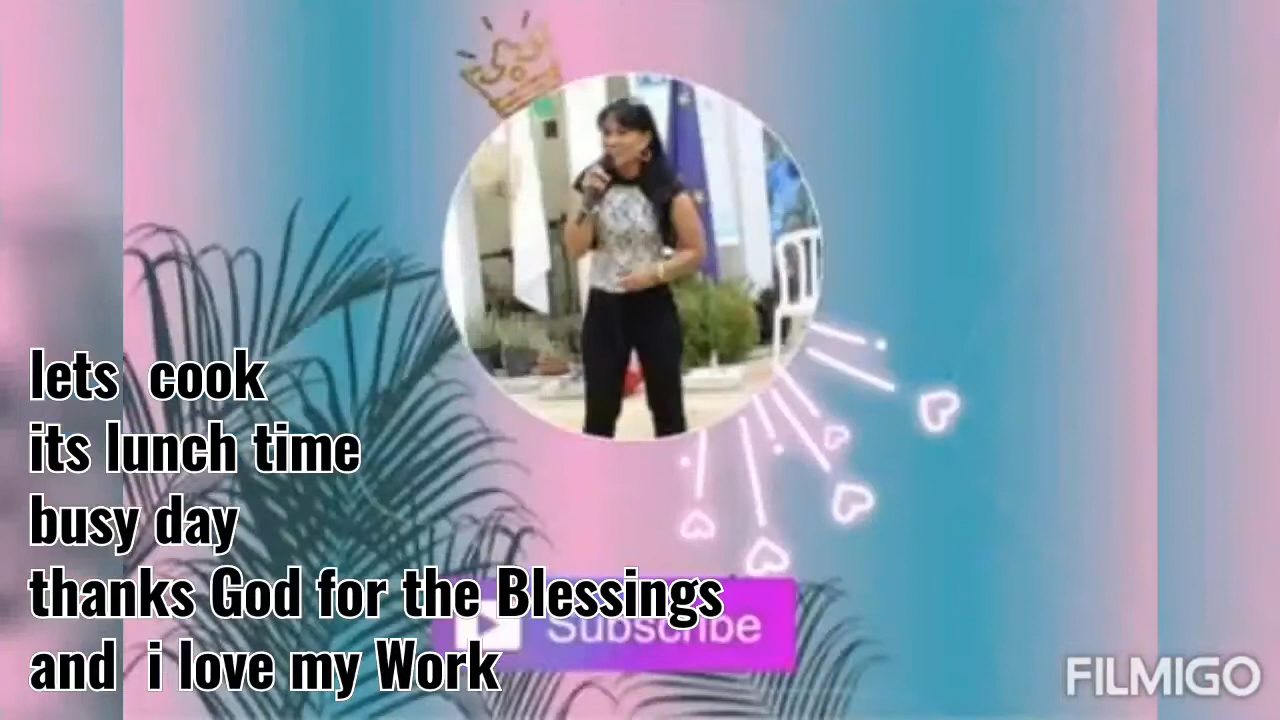 lets cook
its lunch time
busy day
thanks God for the Blessings
Subscribe
and i love my Work
FILMIGO